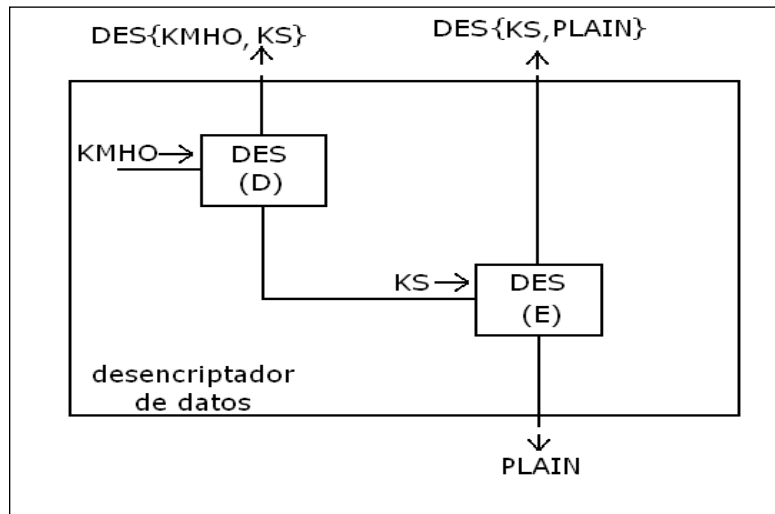 DES{KMHO, KS}
DES{KS,PLAIN}
KMHO
DES
(D)
KS
DES
(E)
desencriptador
de datos
PLAIN